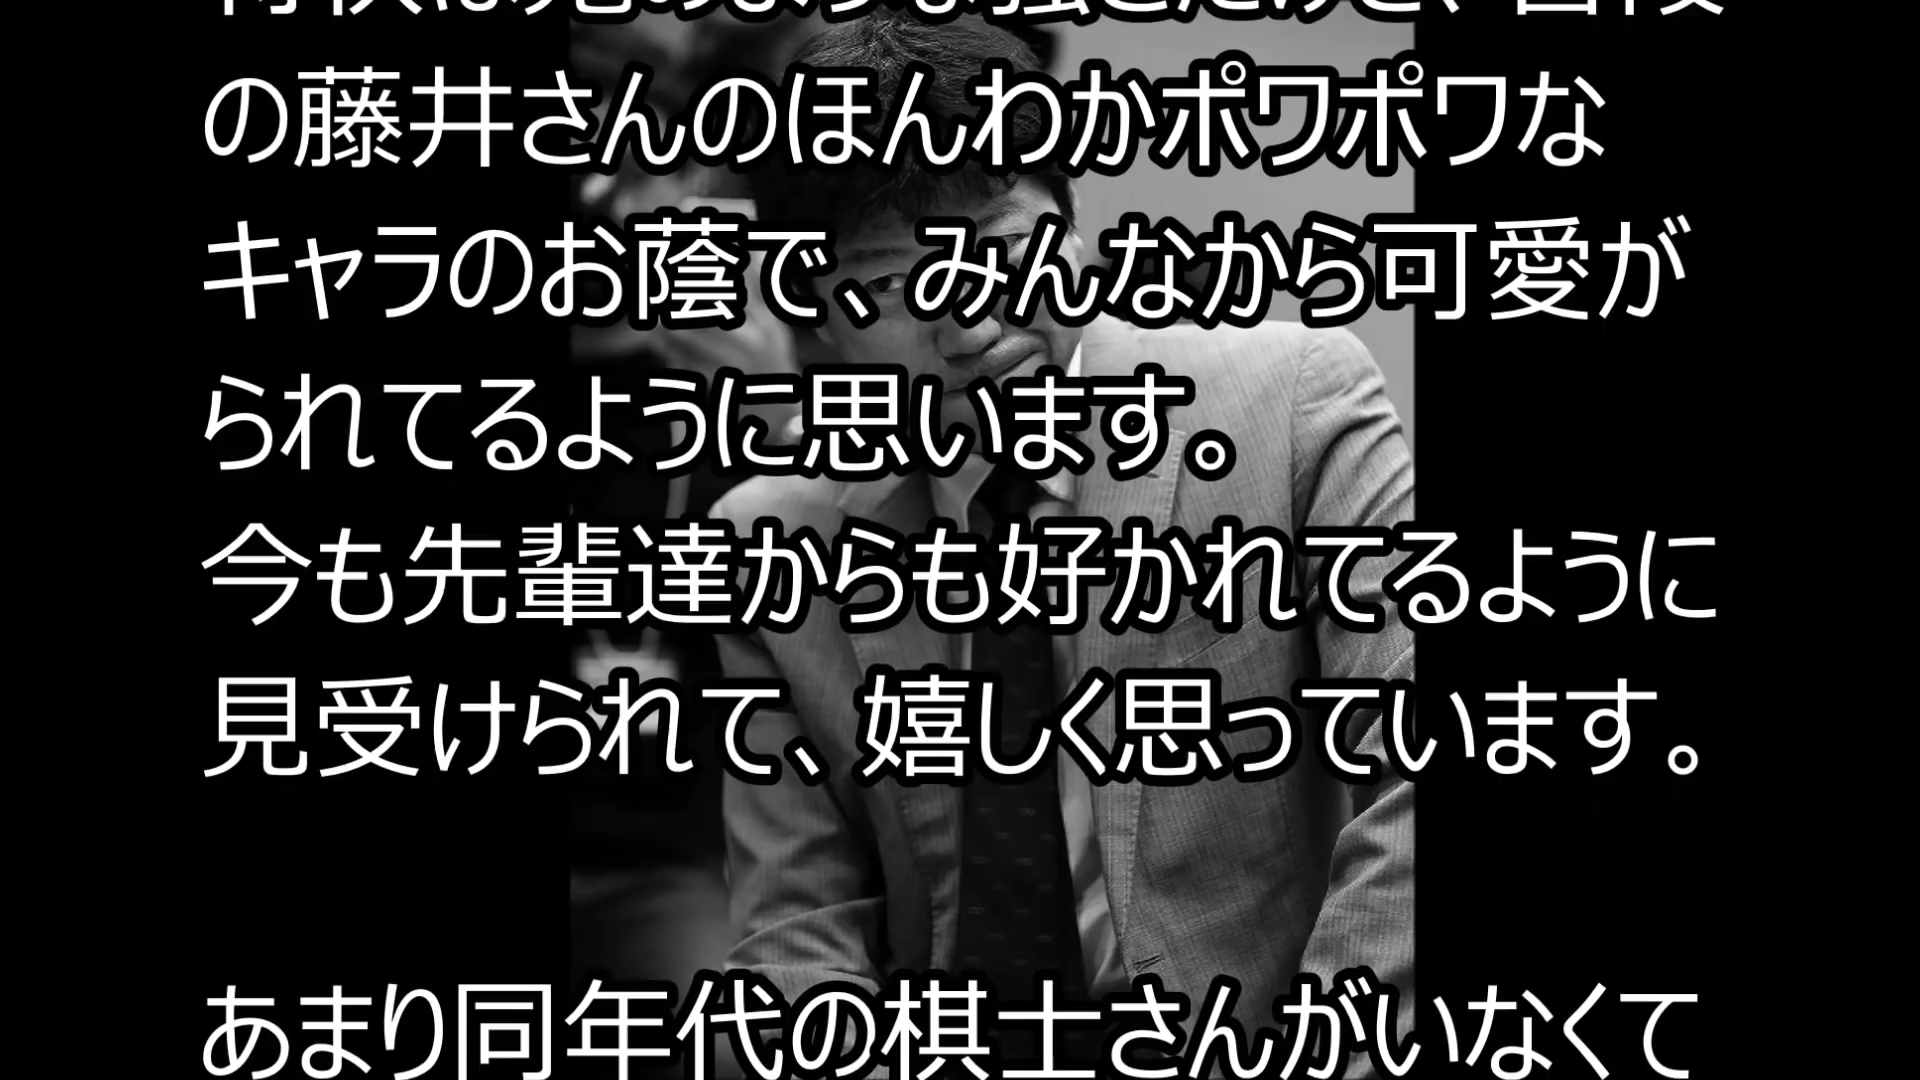 の藤井さんのほんわかポワポワな
キャラのお蔭で、みんなから可愛が
られてるように思います。
今も先輩達からも好かれてるように
見受けられて、嬉しく思っています。
あまり同年代の棋士さんがいなくて